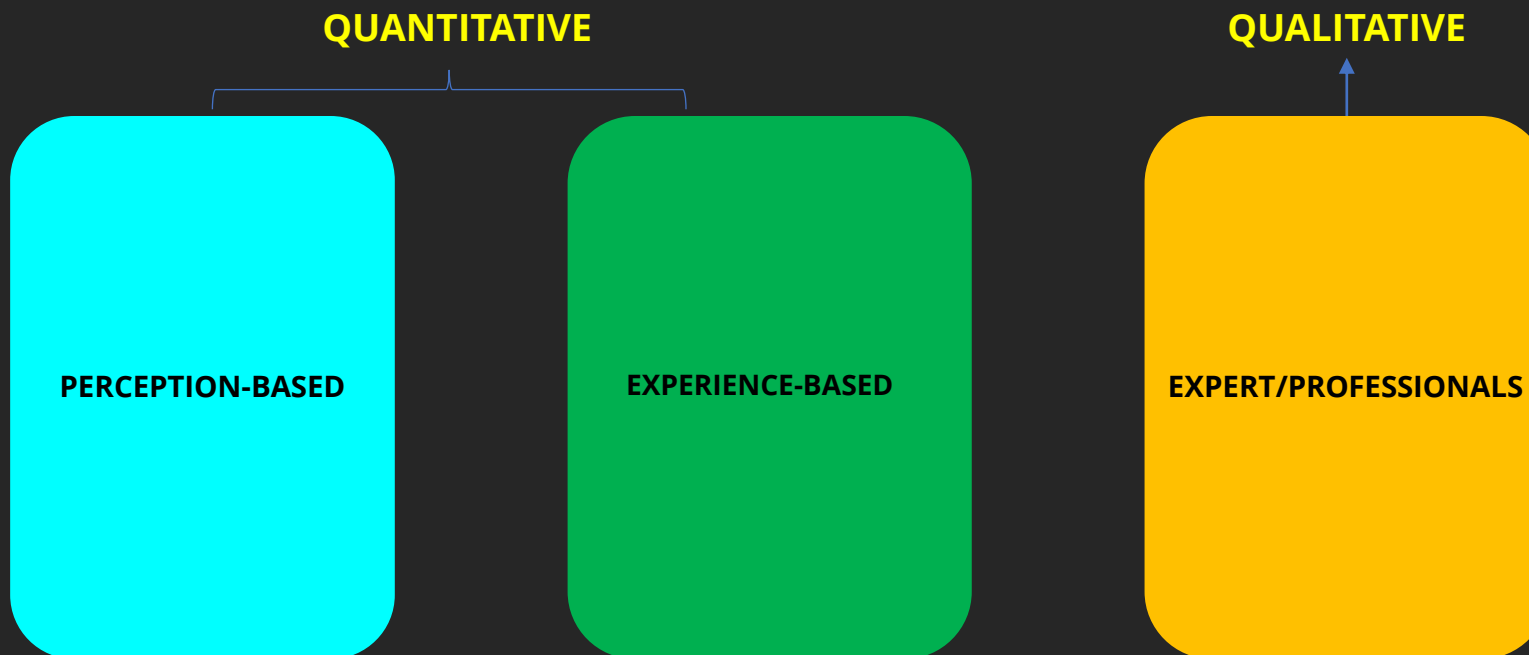 QUANTITATIVE
QUALITATIVE
PERCEPTION-BASED
EXPERIENCE-BASED
EXPERT/PROFESSIONALS